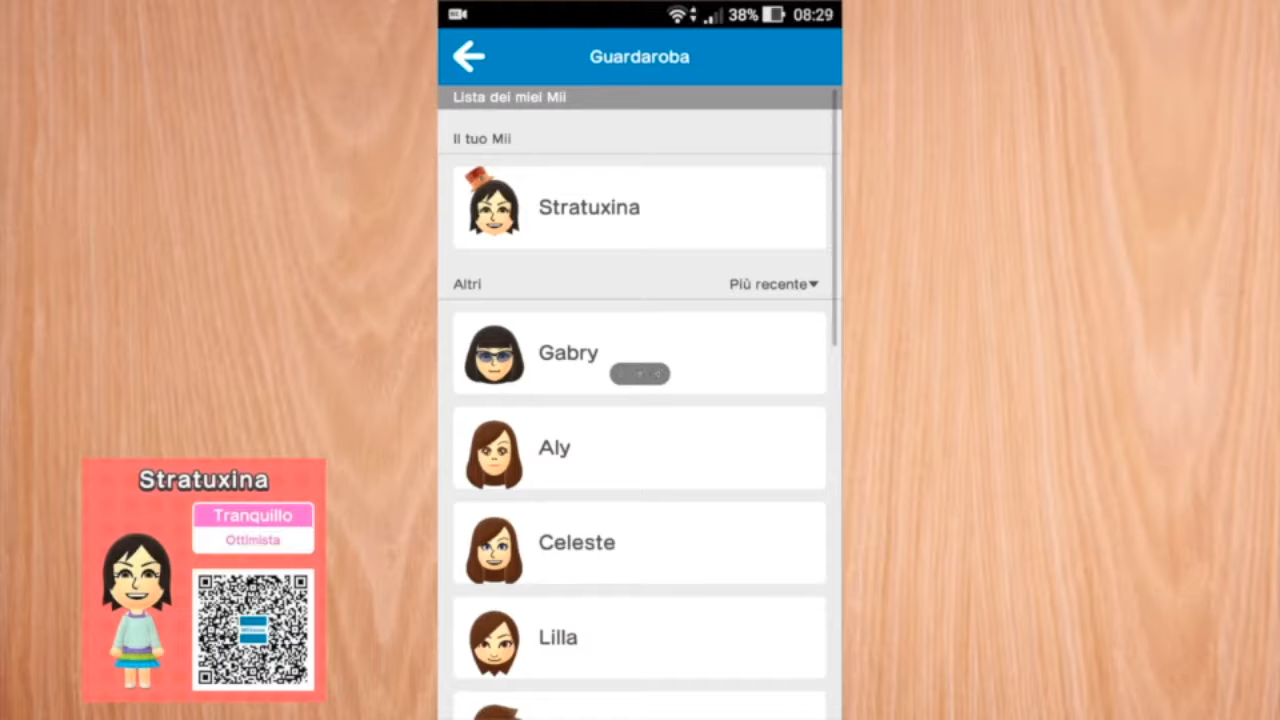 38% 08:29
Guardaroba
Lista dei miei Mii
Il tuo Mii
Stratuxina
Altri
Più recente
Gabry
Aly
Celeste
Lilla
Stratuxina
Tranquillo
Ottimista